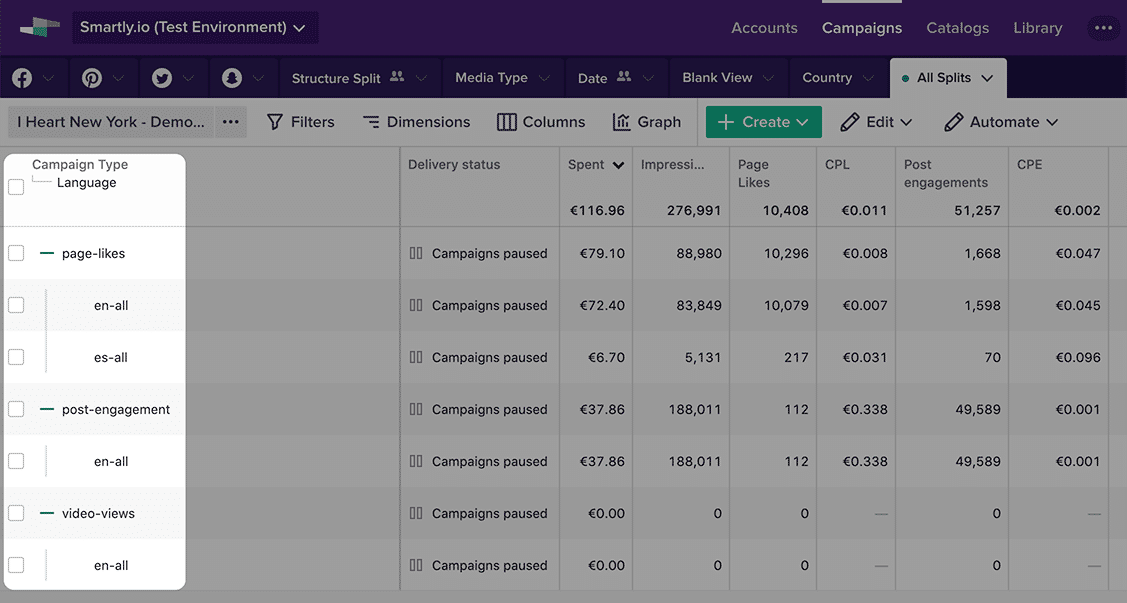 Smartly.io (Test Environment)
Accounts Campaigns Catalogs Library ...
Structure Split Media Type Date Blank View Country All Splits
I Heart New York - Demo... ... Filters Dimensions Columns Graph + Create Edit Automate
Campaign Type Delivery status Spent Impressi... Page CPL Post CPE
Language Likes engagements
€116.96 276,991 10,408 €0.011 51,257 €0.002
page-likes Campaigns paused €79.10 88,980 10,296 €0.008 1,668 €0.047
en-all Campaigns paused €72.40 83,849 10,079 €0.007 1,598 €0.045
es-all Campaigns paused €6.70 5,131 217 €0.031 70 €0.096
post-engagement Campaigns paused €37.86 188,011 112 €0.338 49,589 €0.001
en-all Campaigns paused €37.86 188,011 112 €0.338 49,589 €0.001
video-views Campaigns paused €0.00 0 0 — 0 —
en-all Campaigns paused €0.00 0 0 — 0 —